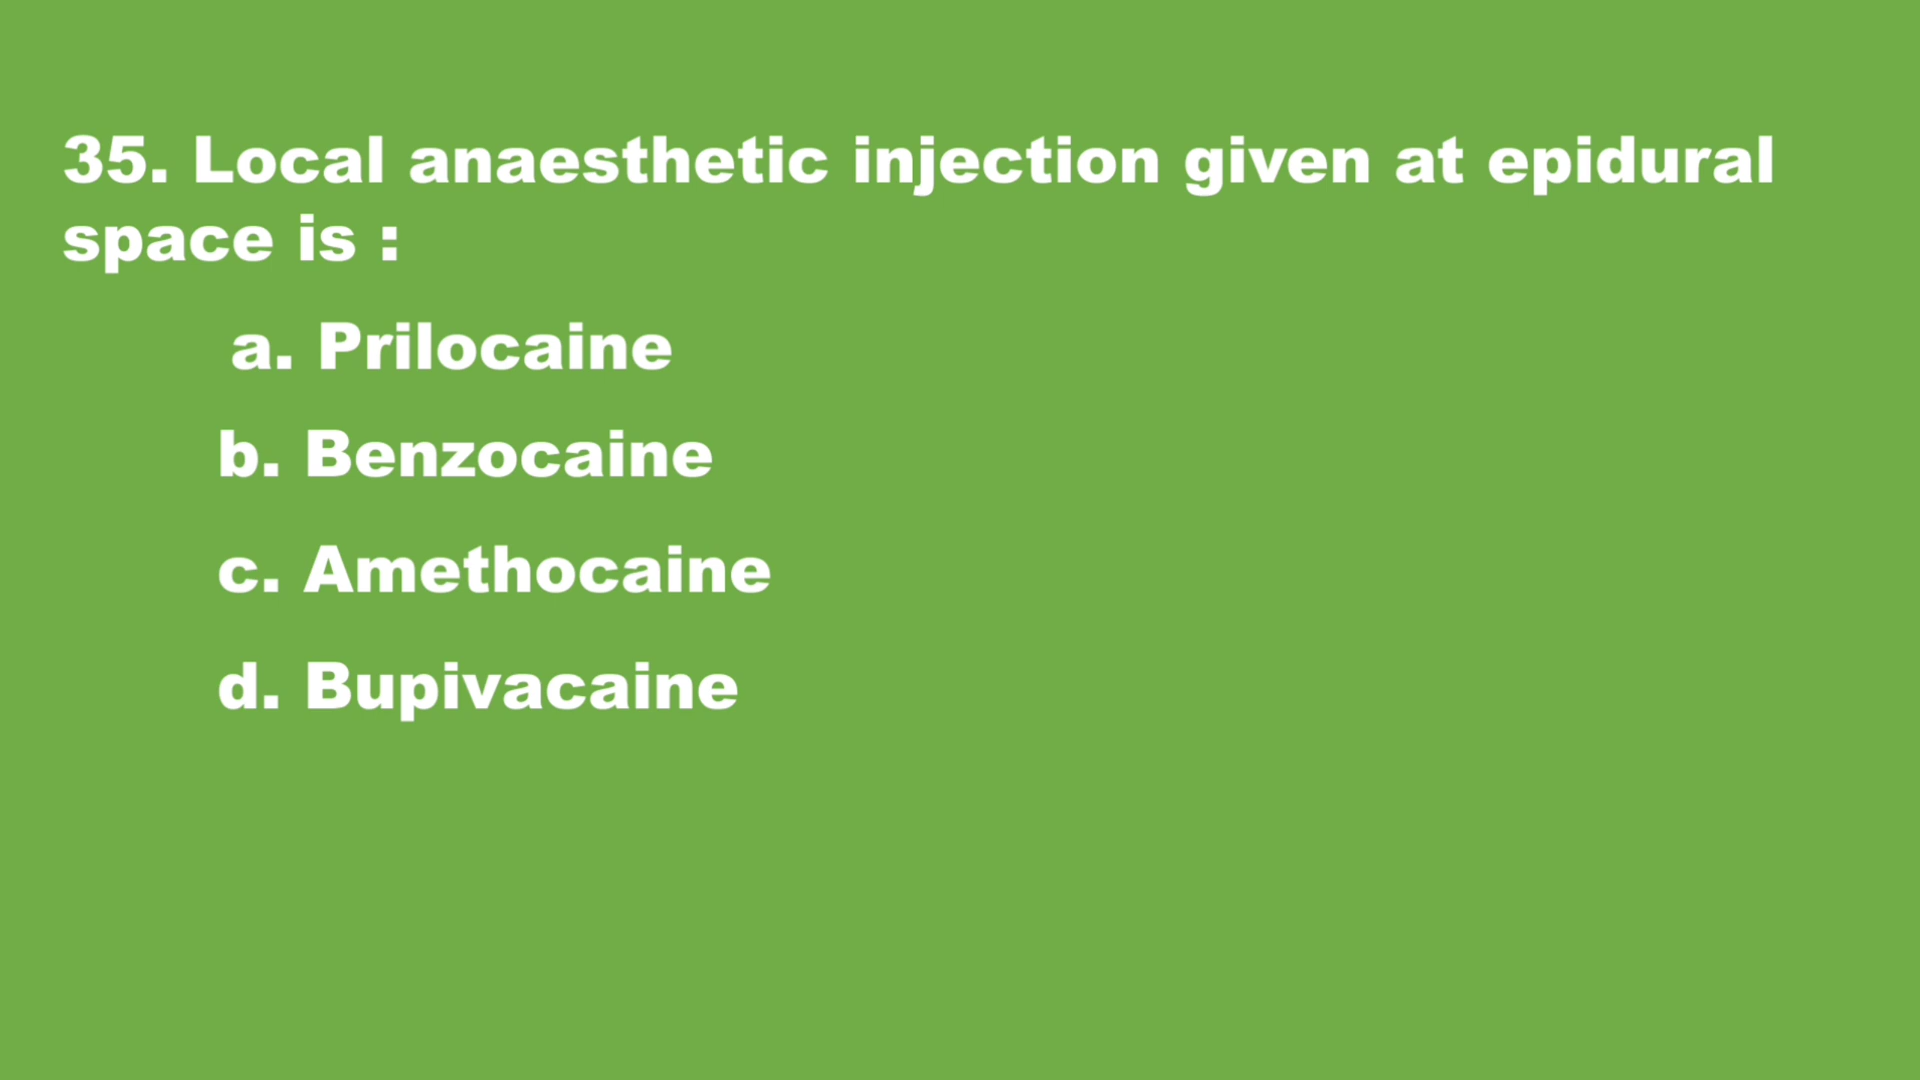 35. Local anaesthetic injection given at epidural
space is :
a. Prilocaine
b. Benzocaine
c. Amethocaine
d. Bupivacaine